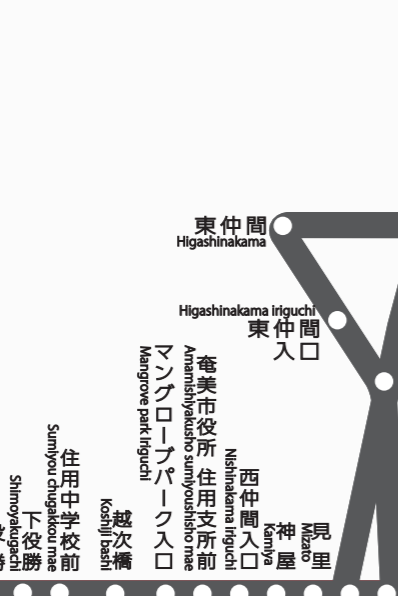 東仲間
Higashinakama
Higashinakama iriguchi
東仲間
入口
マングローブパーク入口
Mangrove park iriguchi
奄美市役所 住用支所前
Amamishiyakusho sumiyoushisho mae
西仲間入口
Nishinakama iriguchi
住用中学校前
Sumiyou chugakkou mae
下役勝
Shimoyakugachi
越次橋
Koshiji bashi
神屋
Kamiya
見里
Mizato